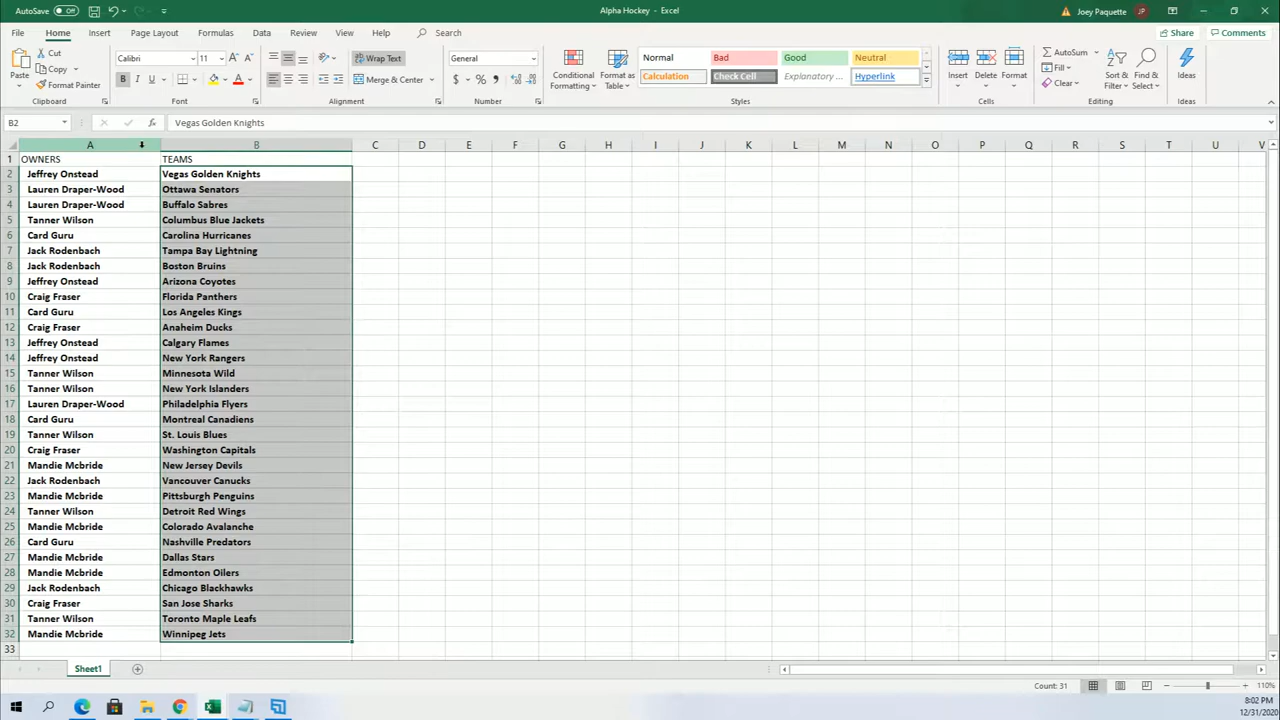 AutoSave Off Alpha Hockey - Excel Joey Paquette JP
File Home Insert Page Layout Formulas Data Review View Help Search Share Comments
Paste Cut Copy Format Painter Clipboard
Calibri 11 A A B I U A Font
Wrap Text Merge & Center Alignment
General $ % , Number
Conditional Formatting Format as Table
Normal Bad Good Neutral
Calculation Check Cell Explanatory ... Hyperlink
Styles
Insert Delete Format Cells
AutoSum Fill Clear Sort & Filter Find & Select Editing
Ideas Ideas
B2 fx Vegas Golden Knights
A B C D E F G H I J K L M N O P Q R S T U V
1 OWNERS TEAMS
2 Jeffrey Onstead Vegas Golden Knights
3 Lauren Draper-Wood Ottawa Senators
4 Lauren Draper-Wood Buffalo Sabres
5 Tanner Wilson Columbus Blue Jackets
6 Card Guru Carolina Hurricanes
7 Jack Rodenbach Tampa Bay Lightning
8 Jack Rodenbach Boston Bruins
9 Jeffrey Onstead Arizona Coyotes
10 Craig Fraser Florida Panthers
11 Card Guru Los Angeles Kings
12 Craig Fraser Anaheim Ducks
13 Jeffrey Onstead Calgary Flames
14 Jeffrey Onstead New York Rangers
15 Tanner Wilson Minnesota Wild
16 Tanner Wilson New York Islanders
17 Lauren Draper-Wood Philadelphia Flyers
18 Card Guru Montreal Canadiens
19 Tanner Wilson St. Louis Blues
20 Craig Fraser Washington Capitals
21 Mandie Mcbride New Jersey Devils
22 Jack Rodenbach Vancouver Canucks
23 Mandie Mcbride Pittsburgh Penguins
24 Tanner Wilson Detroit Red Wings
25 Mandie Mcbride Colorado Avalanche
26 Card Guru Nashville Predators
27 Mandie Mcbride Dallas Stars
28 Mandie Mcbride Edmonton Oilers
29 Jack Rodenbach Chicago Blackhawks
30 Craig Fraser San Jose Sharks
31 Tanner Wilson Toronto Maple Leafs
32 Mandie Mcbride Winnipeg Jets
33
Sheet1
Count: 31 110%
8:02 PM
12/31/2020